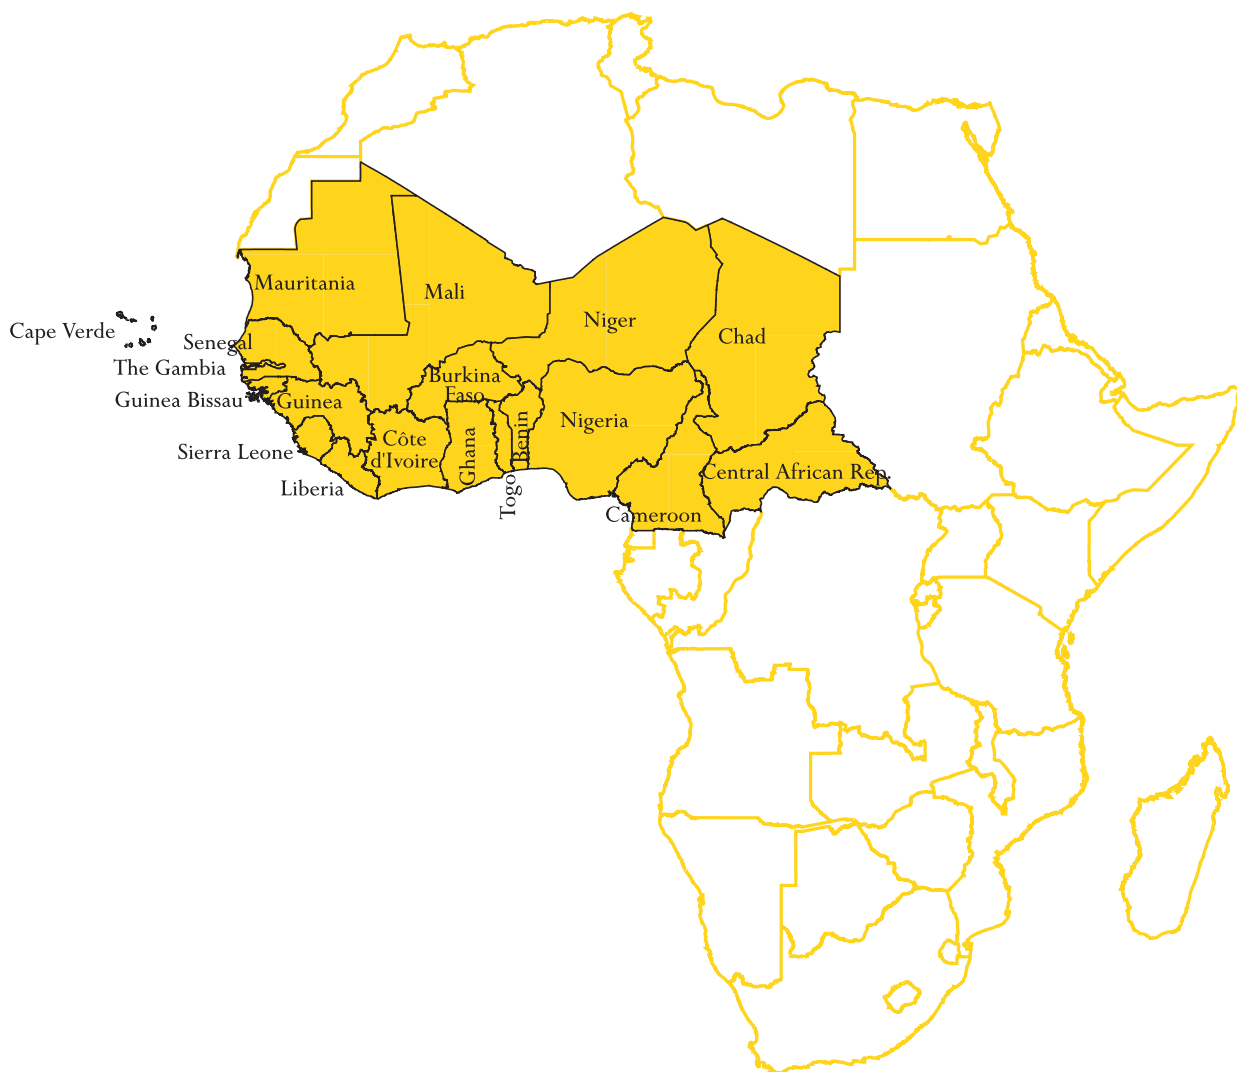 Mauritania
Mali
Niger
Chad
Cape Verde
Senegal
The Gambia
Guinea Bissau
Guinea
Burkina
Faso
Nigeria
Benin
Ghana
Togo
Côte
d'Ivoire
Sierra Leone
Liberia
Central African Rep.
Cameroon